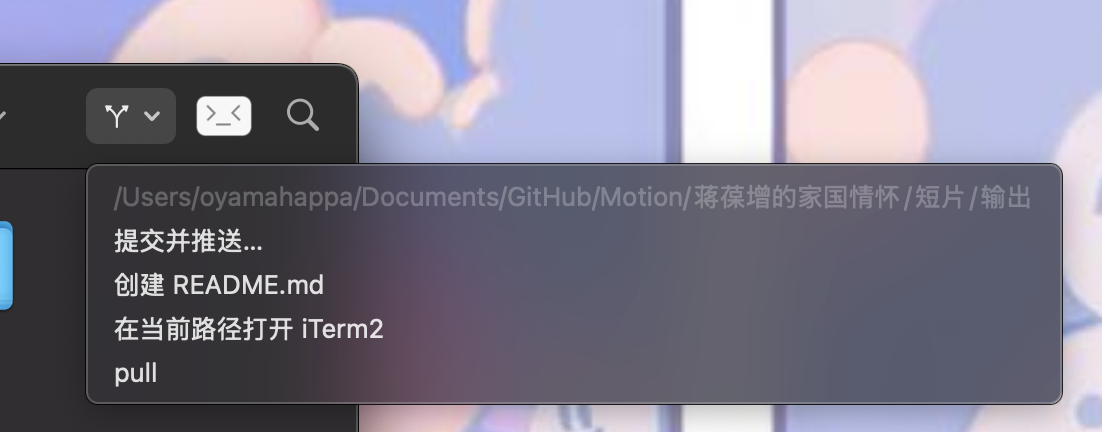 /Users/oyamahappa/Documents/GitHub/Motion/蒋葆增的家国情怀/短片/输出
提交并推送...
创建 README.md
在当前路径打开 iTerm2
pull